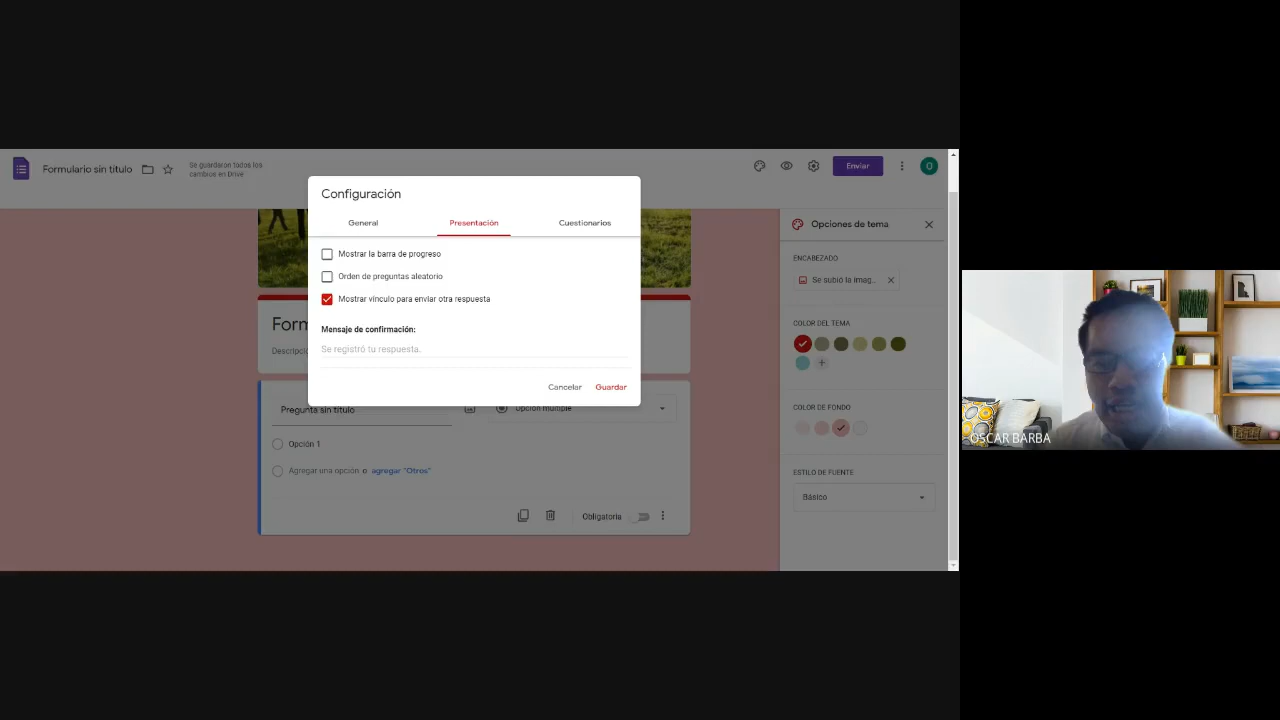 Formulario sin título
Se guardaron todos los
cambios en Drive
Enviar
O
Configuración
General
Presentación
Cuestionarios
Mostrar la barra de progreso
Orden de preguntas aleatorio
Mostrar vínculo para enviar otra respuesta
Mensaje de confirmación:
Se registró tu respuesta.
Cancelar
Guardar
Form
Descripció
Pregunta sin título
Opción múltiple
Opción 1
Agregar una opción o agregar "Otros"
Obligatoria
Opciones de tema
ENCABEZADO
Se subió la imag...
COLOR DEL TEMA
COLOR DE FONDO
ESTILO DE FUENTE
Básico
OSCAR BARBA